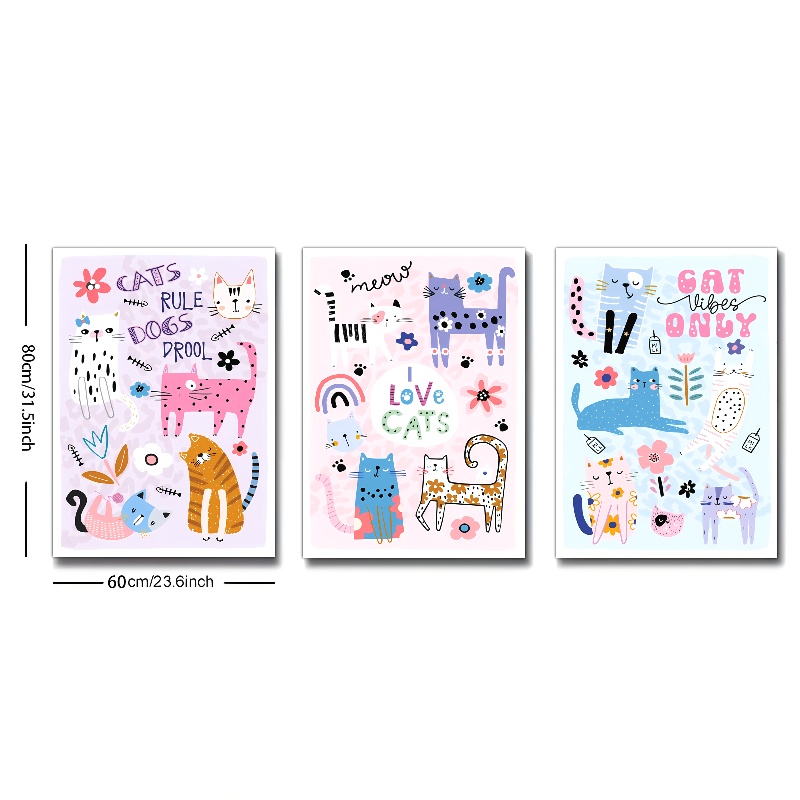 80cm/31.5inch
60cm/23.6inch
CATS
RULE
DOGS
DROOL
meow
I
LOVe
CATS
CAT
Vibes
ONLY